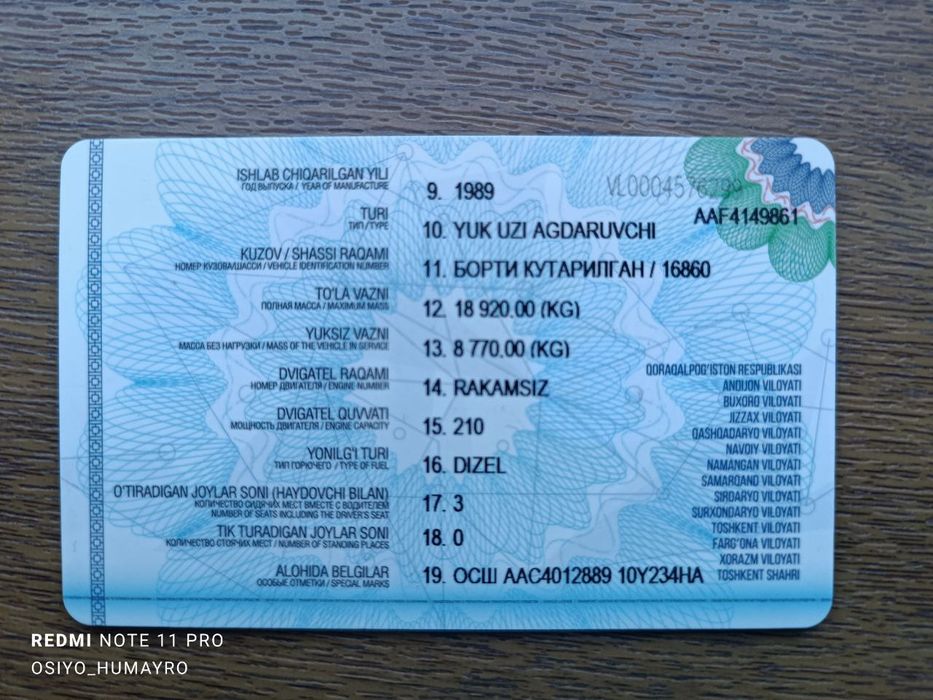 ISHLAB CHIQARILGAN YILI
ГОД ВЫПУСКА / YEAR OF MANUFACTURE
9. 1989
AAF4149861
TURI
ТИП / TYPE
10. YUK UZI AGDARUVCHI
KUZOV / SHASSI RAQAMI
НОМЕР КУЗОВА/ШАССИ / VEHICLE IDENTIFICATION NUMBER
11. БОРТИ КУТАРИЛГАН / 16860
TO'LA VAZNI
ПОЛНАЯ МАССА / MAXIMUM MASS
12. 18 920.00 (KG)
YUKSIZ VAZNI
МАССА БЕЗ НАГРУЗКИ / MASS OF THE VEHICLE IN SERVICE
13. 8 770.00 (KG)
DVIGATEL RAQAMI
НОМЕР ДВИГАТЕЛЯ / ENGINE NUMBER
14. RAKAMSIZ
DVIGATEL QUVVATI
МОЩНОСТЬ ДВИГАТЕЛЯ / ENGINE CAPACITY
15. 210
YONILG'I TURI
ТИП ГОРЮЧЕГО / TYPE OF FUEL
16. DIZEL
O'TIRADIGAN JOYLAR SONI (HAYDOVCHI BILAN)
КОЛИЧЕСТВО СИДЯЧИХ МЕСТ ВМЕСТЕ С ВОДИТЕЛЕМ
NUMBER OF SEATS INCLUDING THE DRIVER'S SEAT
17. 3
TIK TURADIGAN JOYLAR SONI
КОЛИЧЕСТВО СТОЯЧИХ МЕСТ / NUMBER OF STANDING PLACES
18. 0
ALOHIDA BELGILAR
ОСОБЫЕ ОТМЕТКИ / SPECIAL MARKS
19. ОСШ AAC4012889 10Y234HA
QORAQALPOG'ISTON RESPUBLIKASI
ANDIJON VILOYATI
BUXORO VILOYATI
JIZZAX VILOYATI
QASHQADARYO VILOYATI
NAVOIY VILOYATI
NAMANGAN VILOYATI
SAMARQAND VILOYATI
SIRDARYO VILOYATI
SURXONDARYO VILOYATI
TOSHKENT VILOYATI
FARG'ONA VILOYATI
XORAZM VILOYATI
TOSHKENT SHAHRI
REDMI NOTE 11 PRO
OSIYO_HUMAYRO